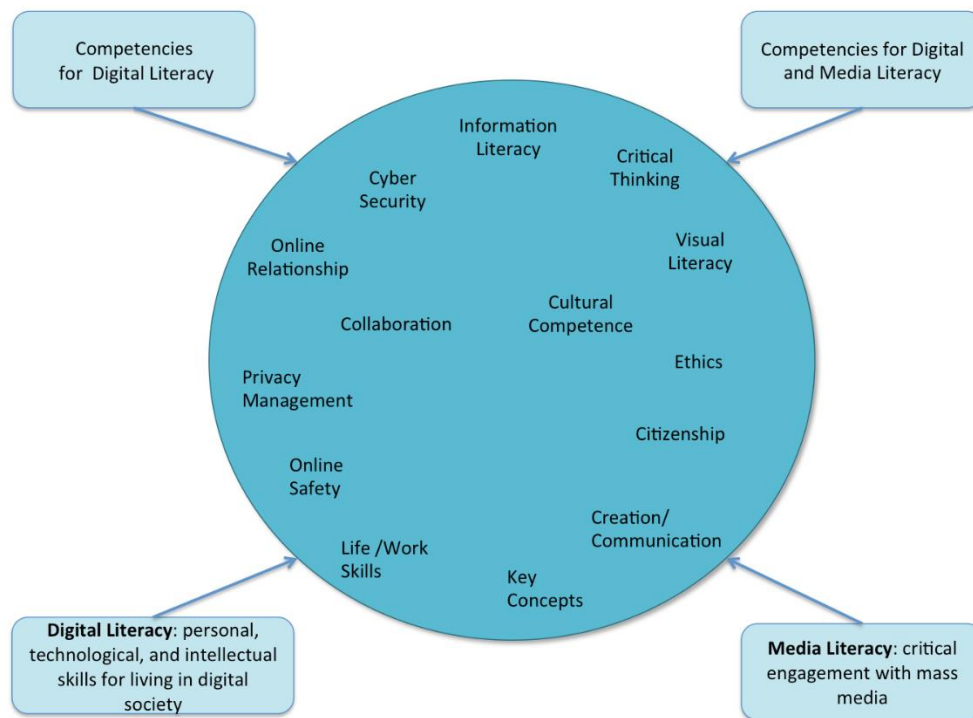 Competencies
for Digital Literacy
Competencies for Digital
and Media Literacy
Information
Literacy
Critical
Thinking
Cyber
Security
Visual
Literacy
Online
Relationship
Cultural
Competence
Collaboration
Ethics
Privacy
Management
Citizenship
Online
Safety
Creation/
Communication
Life /Work
Skills
Key
Concepts
Digital Literacy: personal,
technological, and intellectual
skills for living in digital
society
Media Literacy: critical
engagement with mass
media